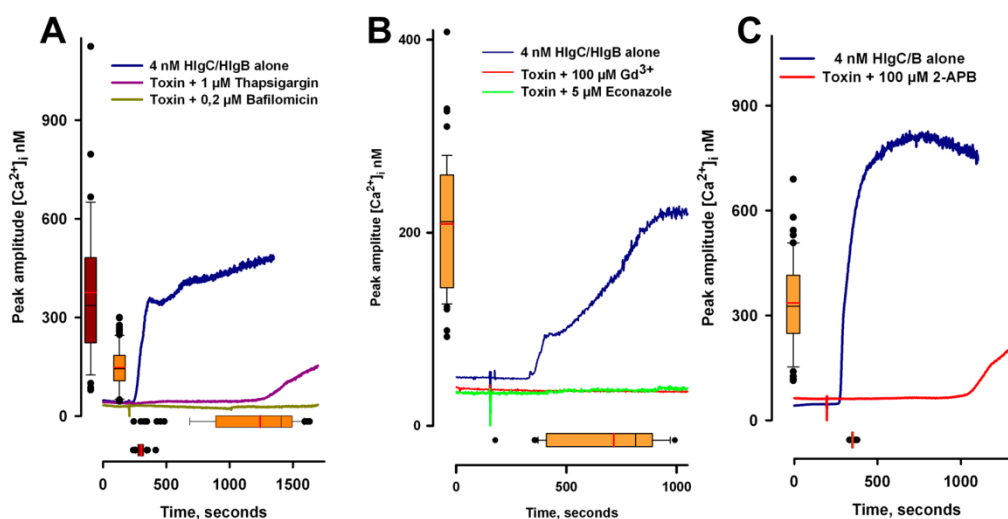 A
4 nM HlgC/HlgB alone
Toxin + 1 µM Thapsigargin
Toxin + 0,2 µM Bafilomicin
Peak amplitude [Ca²⁺]ᵢ nM
900
600
300
0
0 500 1000 1500
Time, seconds
B
4 nM HlgC/HlgB alone
Toxin + 100 µM Gd³⁺
Toxin + 5 µM Econazole
Peak amplitue [Ca²⁺]ᵢ nM
400
200
0
0 500 1000
Time, seconds
C
4 nM HlgC/B alone
Toxin + 100 µM 2-APB
Peak amplitude [Ca²⁺]ᵢ nM
900
600
300
0
0 500 1000
Time, seconds